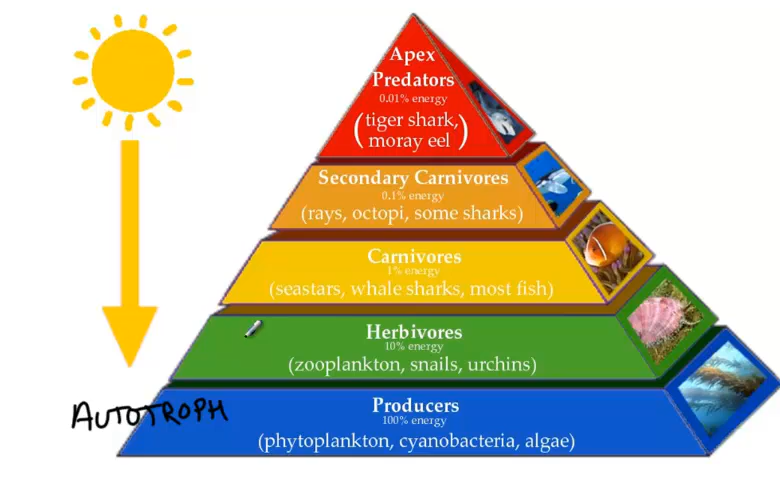 Apex
Predators
0.01% energy
(tiger shark,
moray eel)
Secondary Carnivores
0.1% energy
(rays, octopi, some sharks)
Carnivores
1% energy
(seastars, whale sharks, most fish)
Herbivores
10% energy
(zooplankton, snails, urchins)
AUTOTROPH
Producers
100% energy
(phytoplankton, cyanobacteria, algae)